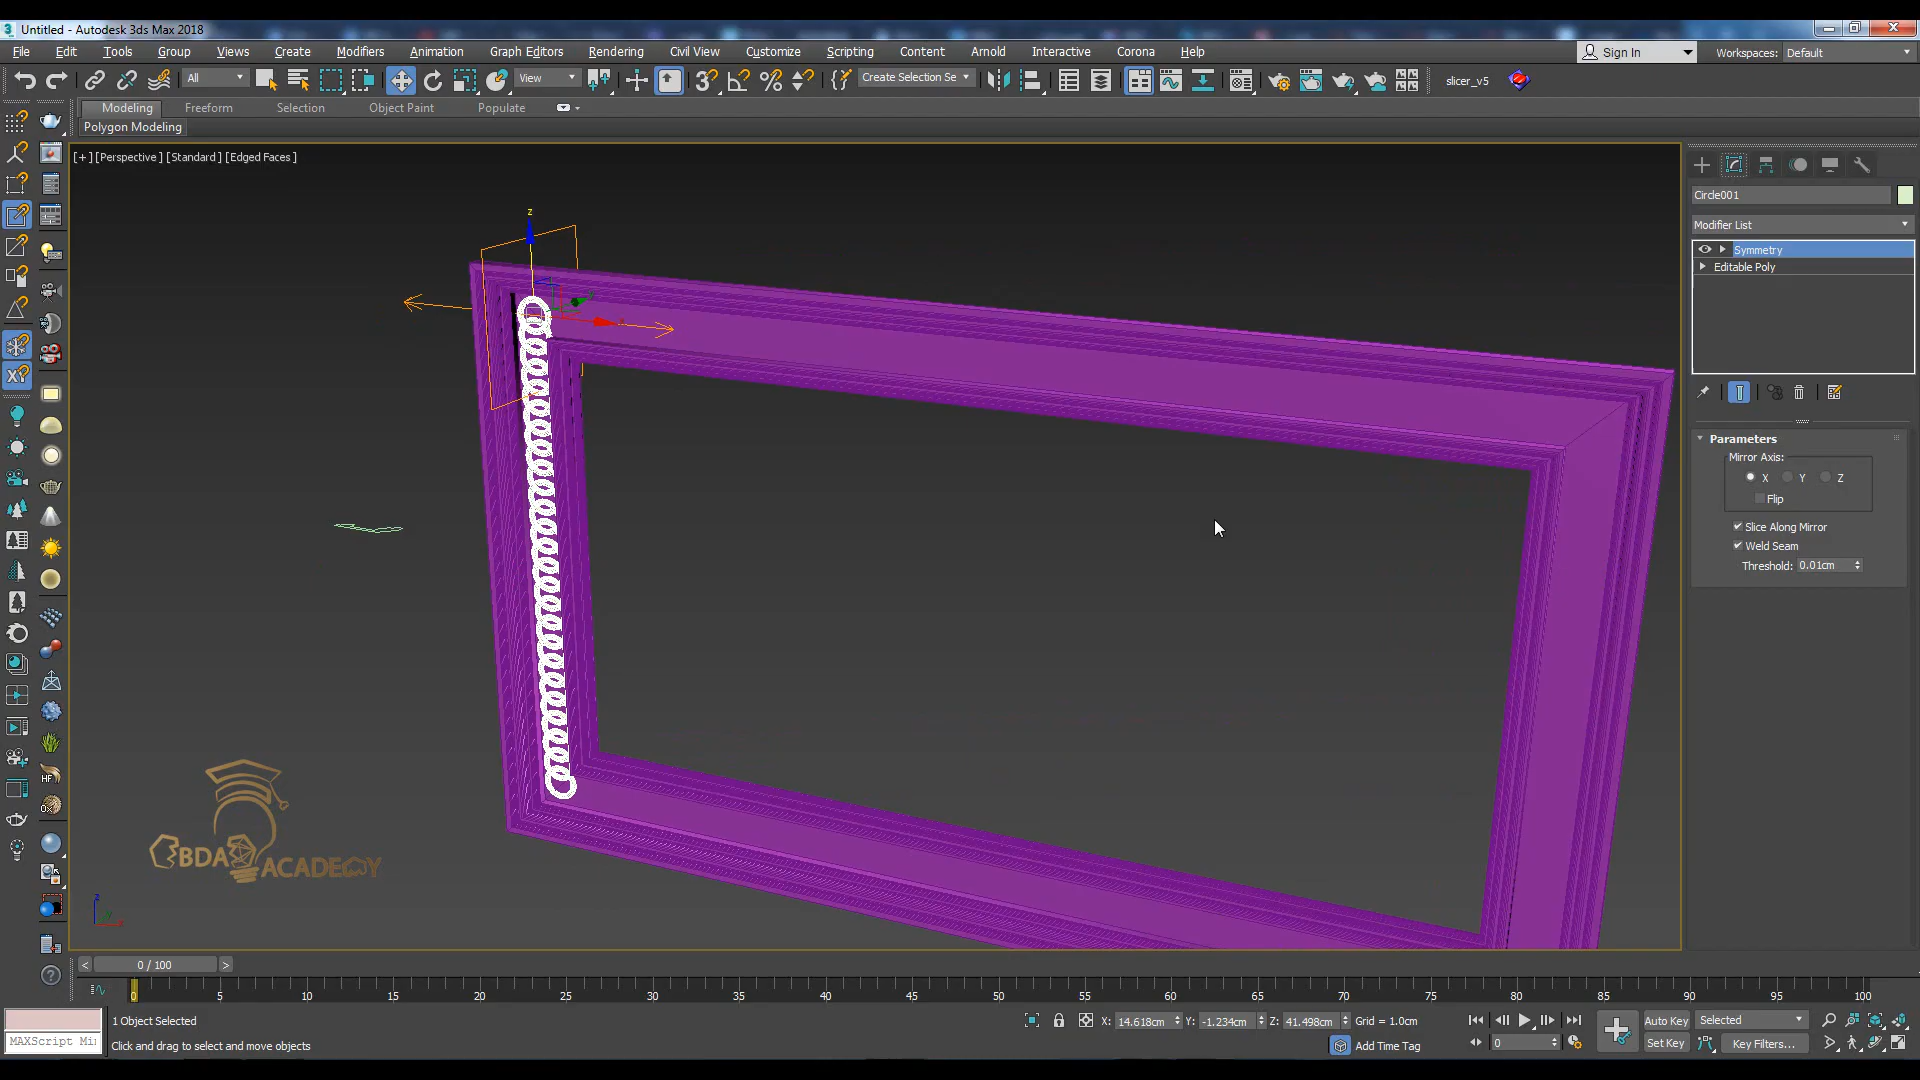 Untitled - Autodesk 3ds Max 2018
File Edit Tools Group Views Create Modifiers Animation Graph Editors Rendering Civil View Customize Scripting Content Arnold Interactive Corona Help
Sign In Workspaces: Default
All View Create Selection Se slicer_v5
Modeling Freeform Selection Object Paint Populate
Polygon Modeling
[+] [Perspective] [Standard] [Edged Faces]
Circle001
Modifier List
Symmetry
Editable Poly
Parameters
Mirror Axis:
X Y Z
Flip
Slice Along Mirror
Weld Seam
Threshold: 0.01cm
z
x
BDA ACADEMY
HF
z
x
< 0 / 100 >
0 5 10 15 20 25 30 35 40 45 50 55 60 65 70 75 80 85 90 95 100
1 Object Selected X: 14.618cm Y: -1.234cm Z: 41.498cm Grid = 1.0cm Auto Key Selected
MAXScript Mi Click and drag to select and move objects Add Time Tag 0 Set Key Key Filters...